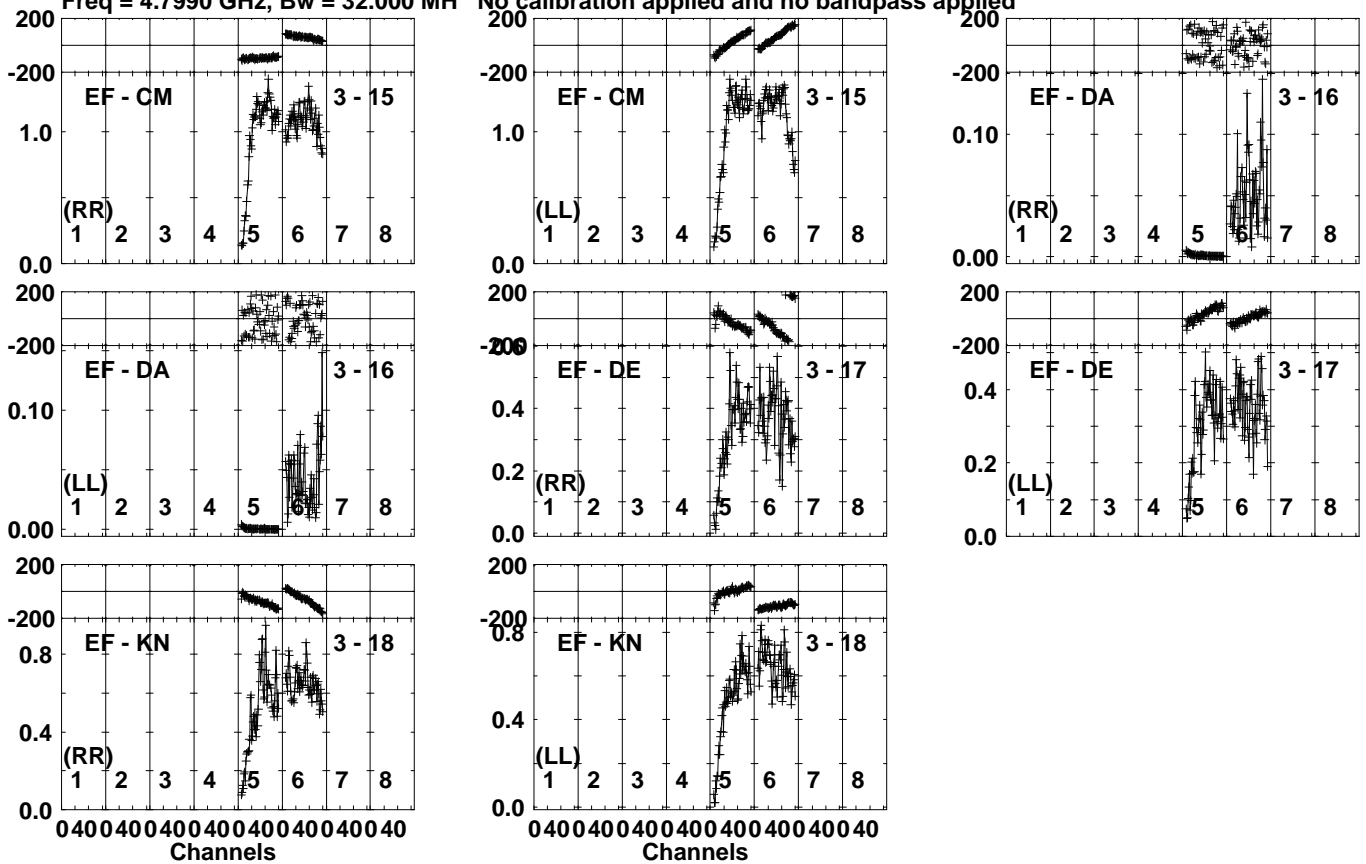 Freq = 4.7990 GHz, Bw = 32.000 MH No calibration applied and no bandpass applied
200 200 200
-200 -200 -200
EF - CM 3 - 15 EF - CM 3 - 15 EF - DA 3 - 16
1.0 1.0 0.10
(RR) (LL) (RR)
1 2 3 4 5 6 7 8 1 2 3 4 5 6 7 8 1 2 3 4 5 6 7 8
0.0 0.0 0.00
200 200 200
-200 -200 -200
0.6
EF - DA 3 - 16 EF - DE 3 - 17 EF - DE 3 - 17
0.10 0.4 0.4
0.2 0.2
(LL) (RR) (LL)
1 2 3 4 5 6 7 8 1 2 3 4 5 6 7 8 1 2 3 4 5 6 7 8
0.00 0.0 0.0
200 200
-200 -200
EF - KN 3 - 18 EF - KN 3 - 18
0.8 0.8
0.4 0.4
(RR) (LL)
1 2 3 4 5 6 7 8 1 2 3 4 5 6 7 8
0.0 0.0
0 40 0 40 0 40 0 40 0 40 0 40 0 40 0 40 0 40 0 40 0 40 0 40 0 40 0 40 0 40 0 40
Channels Channels